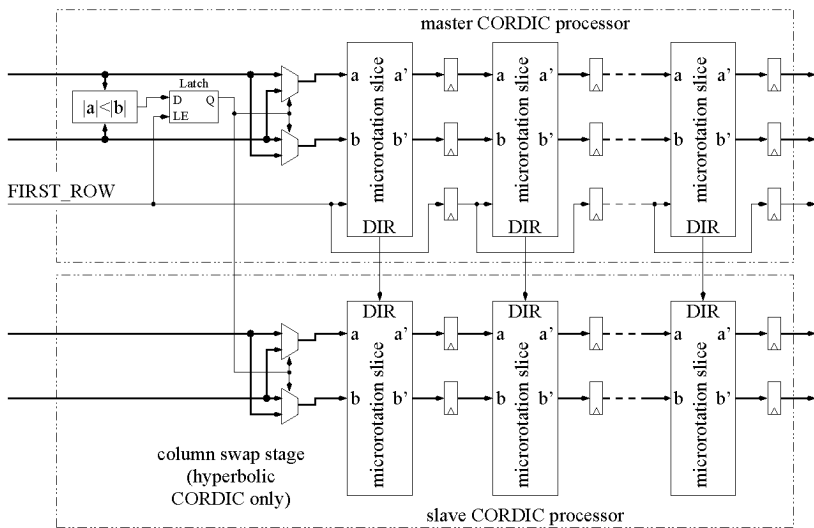 master CORDIC processor
Latch
|a|<|b|
D Q
LE
a a'
b b'
microrotation slice
DIR
a a'
b b'
microrotation slice
DIR
a a'
b b'
microrotation slice
DIR
FIRST_ROW
DIR
a a'
b b'
microrotation slice
DIR
a a'
b b'
microrotation slice
DIR
a a'
b b'
microrotation slice
column swap stage
(hyperbolic
CORDIC only)
slave CORDIC processor